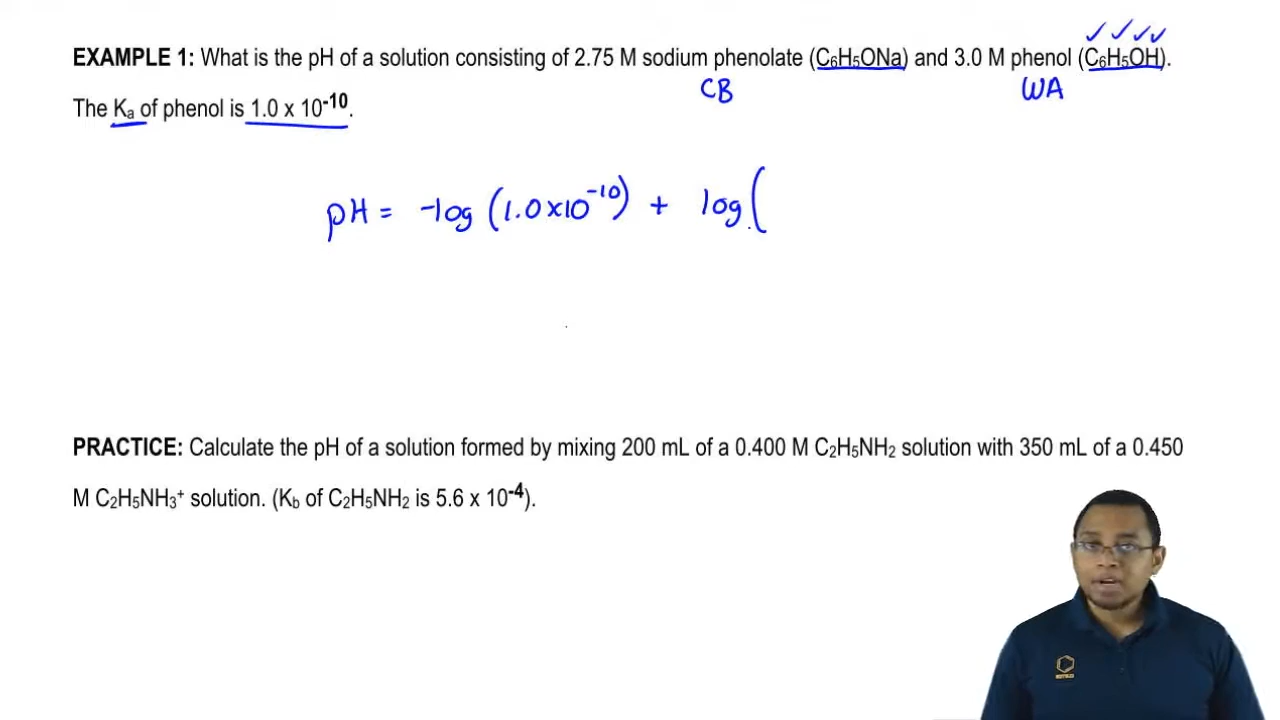 EXAMPLE 1: What is the pH of a solution consisting of 2.75 M sodium phenolate (C₆H₅ONa) and 3.0 M phenol (C₆H₅OH).
CB WA
The Kₐ of phenol is 1.0 x 10⁻¹⁰.
pH = -log (1.0×10⁻¹⁰) + log (
PRACTICE: Calculate the pH of a solution formed by mixing 200 mL of a 0.400 M C₂H₅NH₂ solution with 350 mL of a 0.450
M C₂H₅NH₃⁺ solution. (K_b of C₂H₅NH₂ is 5.6 x 10⁻⁴).